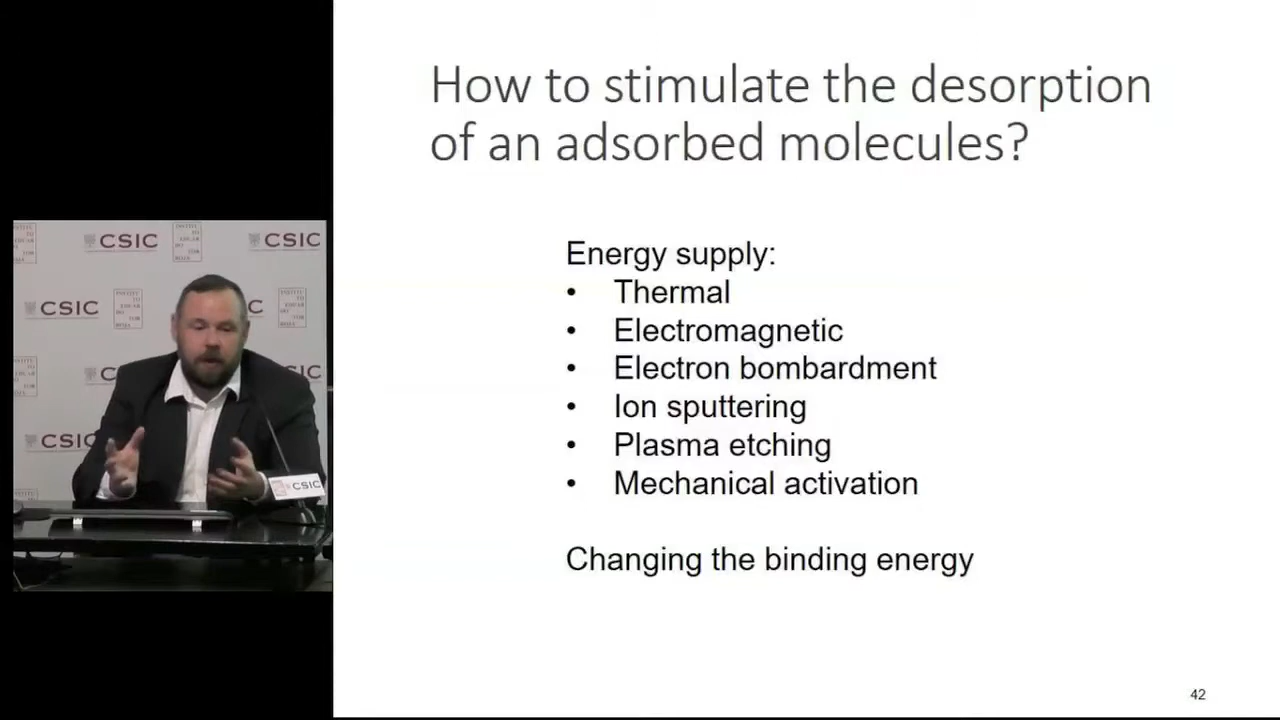 How to stimulate the desorption
of an adsorbed molecules?
Energy supply:
• Thermal
• Electromagnetic
• Electron bombardment
• Ion sputtering
• Plasma etching
• Mechanical activation
Changing the binding energy
42
CSIC
CSIC
CSIC
CSIC
CSIC